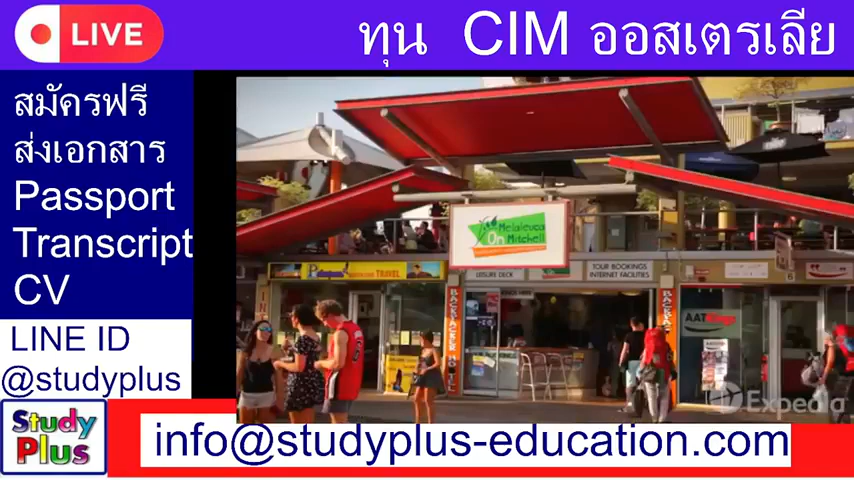 LIVE
ทุน CIM ออสเตรเลีย
สมัครฟรี
ส่งเอกสาร
Passport
Transcript
CV
LINE ID
@studyplus
Study
Plus
info@studyplus-education.com
Melaleuca
On Mitchell
TRAVEL
LEISURE DECK
TOUR BOOKINGS
INTERNET FACILITIES
AAT Kings
Expedia